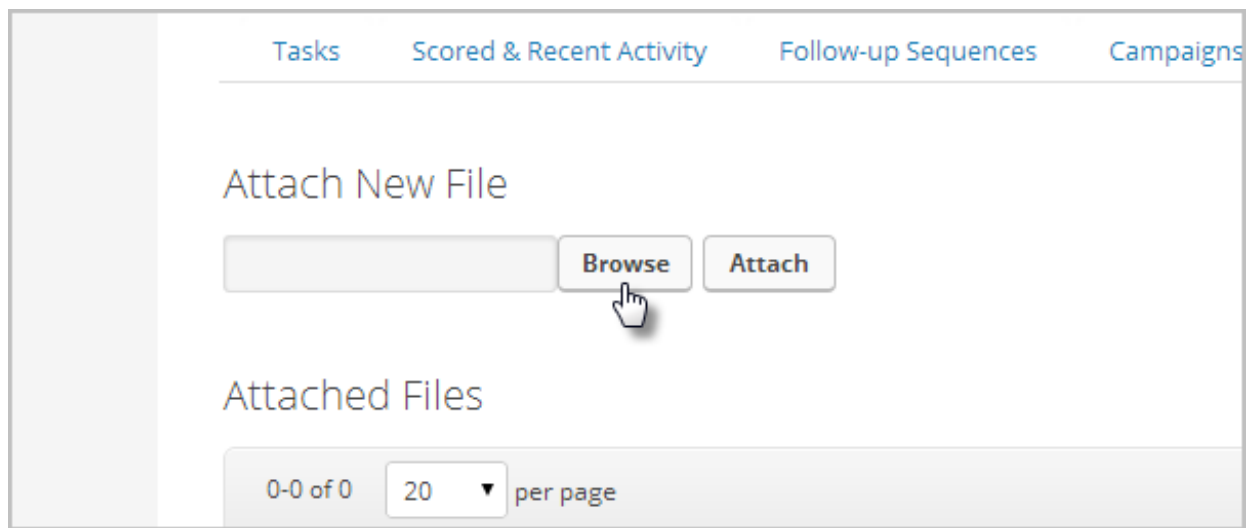 Tasks Scored & Recent Activity Follow-up Sequences Campaigns
Attach New File
Browse Attach
Attached Files
0-0 of 0 20 per page